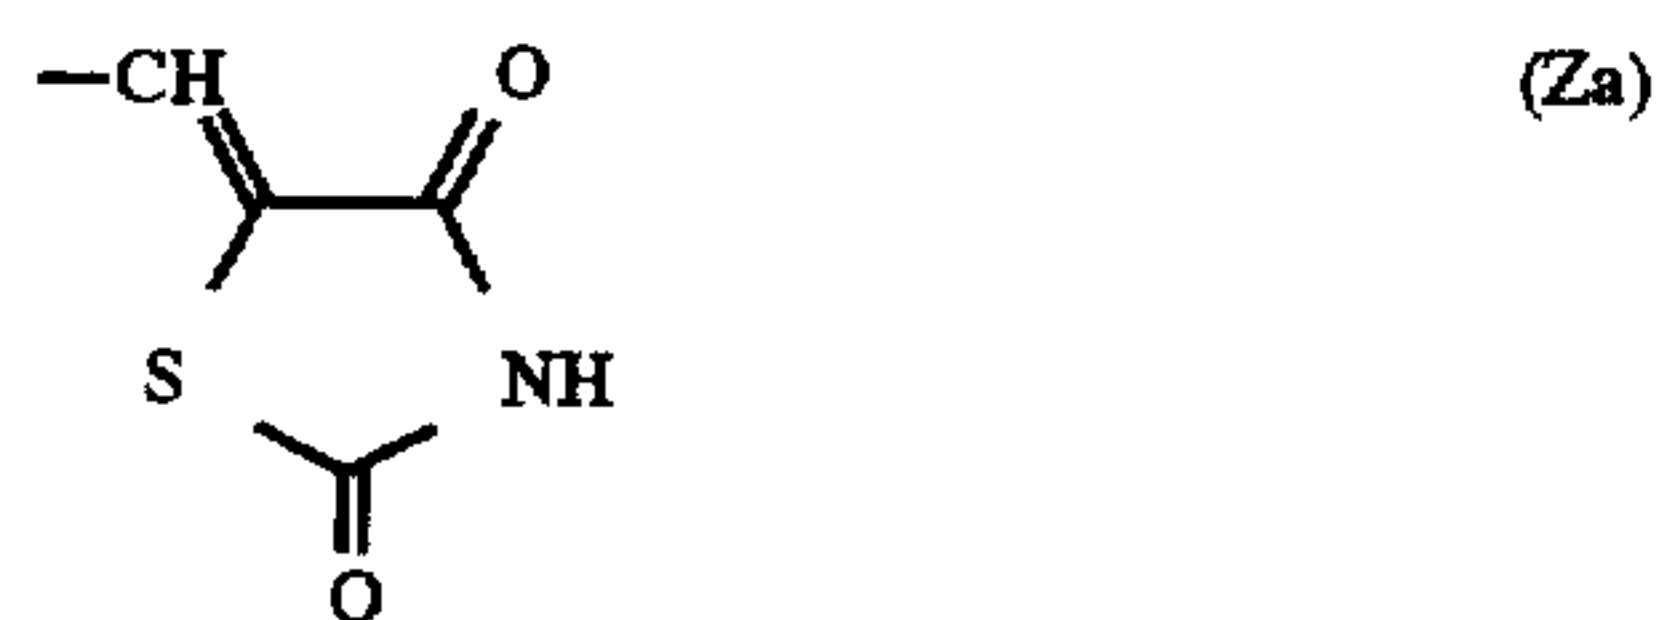 —CH O (Za)
S NH
O